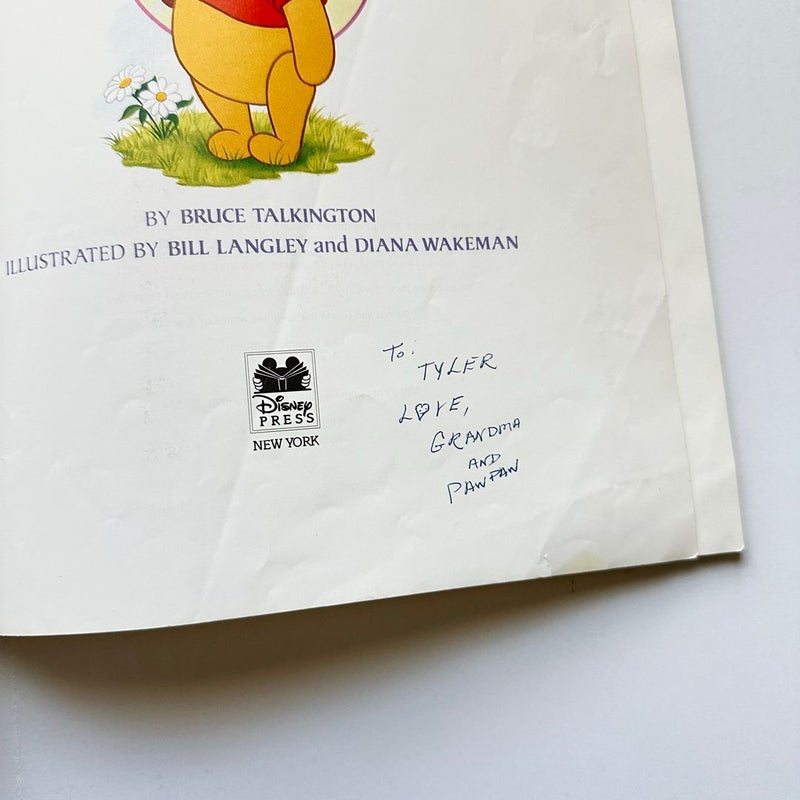 BY BRUCE TALKINGTON
ILLUSTRATED BY BILL LANGLEY and DIANA WAKEMAN
Disney
PRESS
NEW YORK
To:
TYLER
LOVE,
GRANDMA
AND
PAWPAW